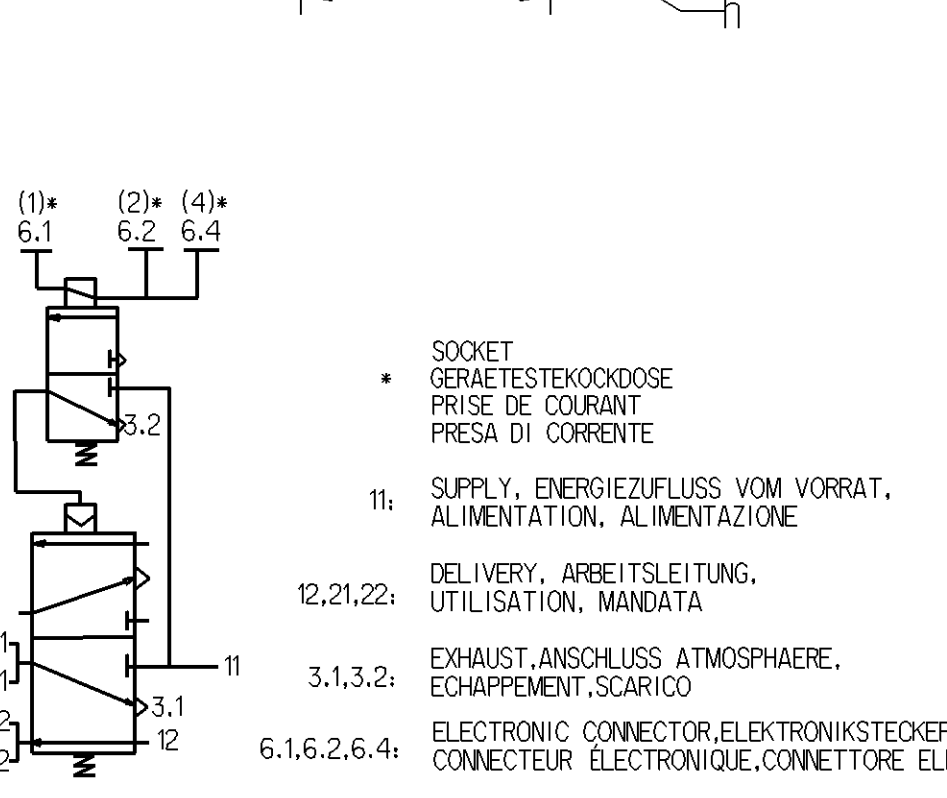 (1)* (2)* (4)*
6.1 6.2 6.4
3.2
SOCKET
* GERAETESTEKOCKDOSE
PRISE DE COURANT
PRESA DI CORRENTE
11: SUPPLY, ENERGIEZUFLUSS VOM VORRAT,
ALIMENTATION, ALIMENTAZIONE
DELIVERY, ARBEITSLEITUNG,
12,21,22: UTILISATION, MANDATA
11
3.1
12
EXHAUST,ANSCHLUSS ATMOSPHAERE,
3.1,3.2: ECHAPPEMENT,SCARICO
ELECTRONIC CONNECTOR,ELEKTRONIKSTECKER
6.1,6.2,6.4: CONNECTEUR ÉLECTRONIQUE,CONNETTORE